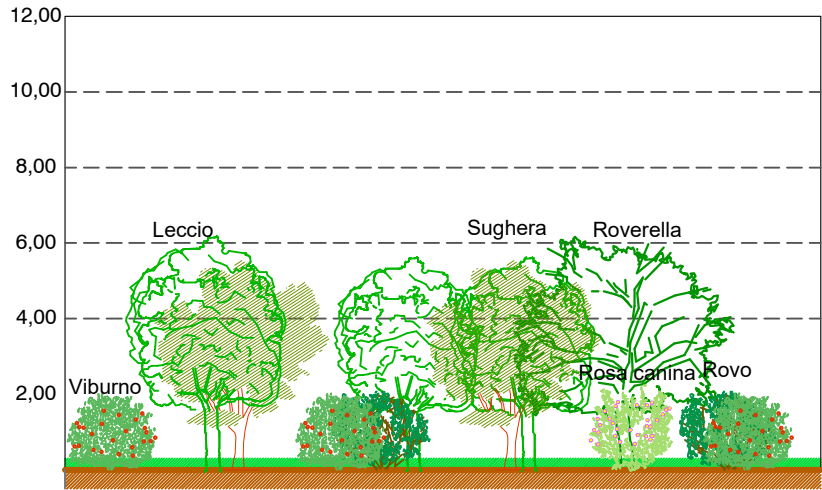 12,00
10,00
8,00
Leccio Sughera Roverella
6,00
4,00
Rosa canina Rovo
Viburno
2,00